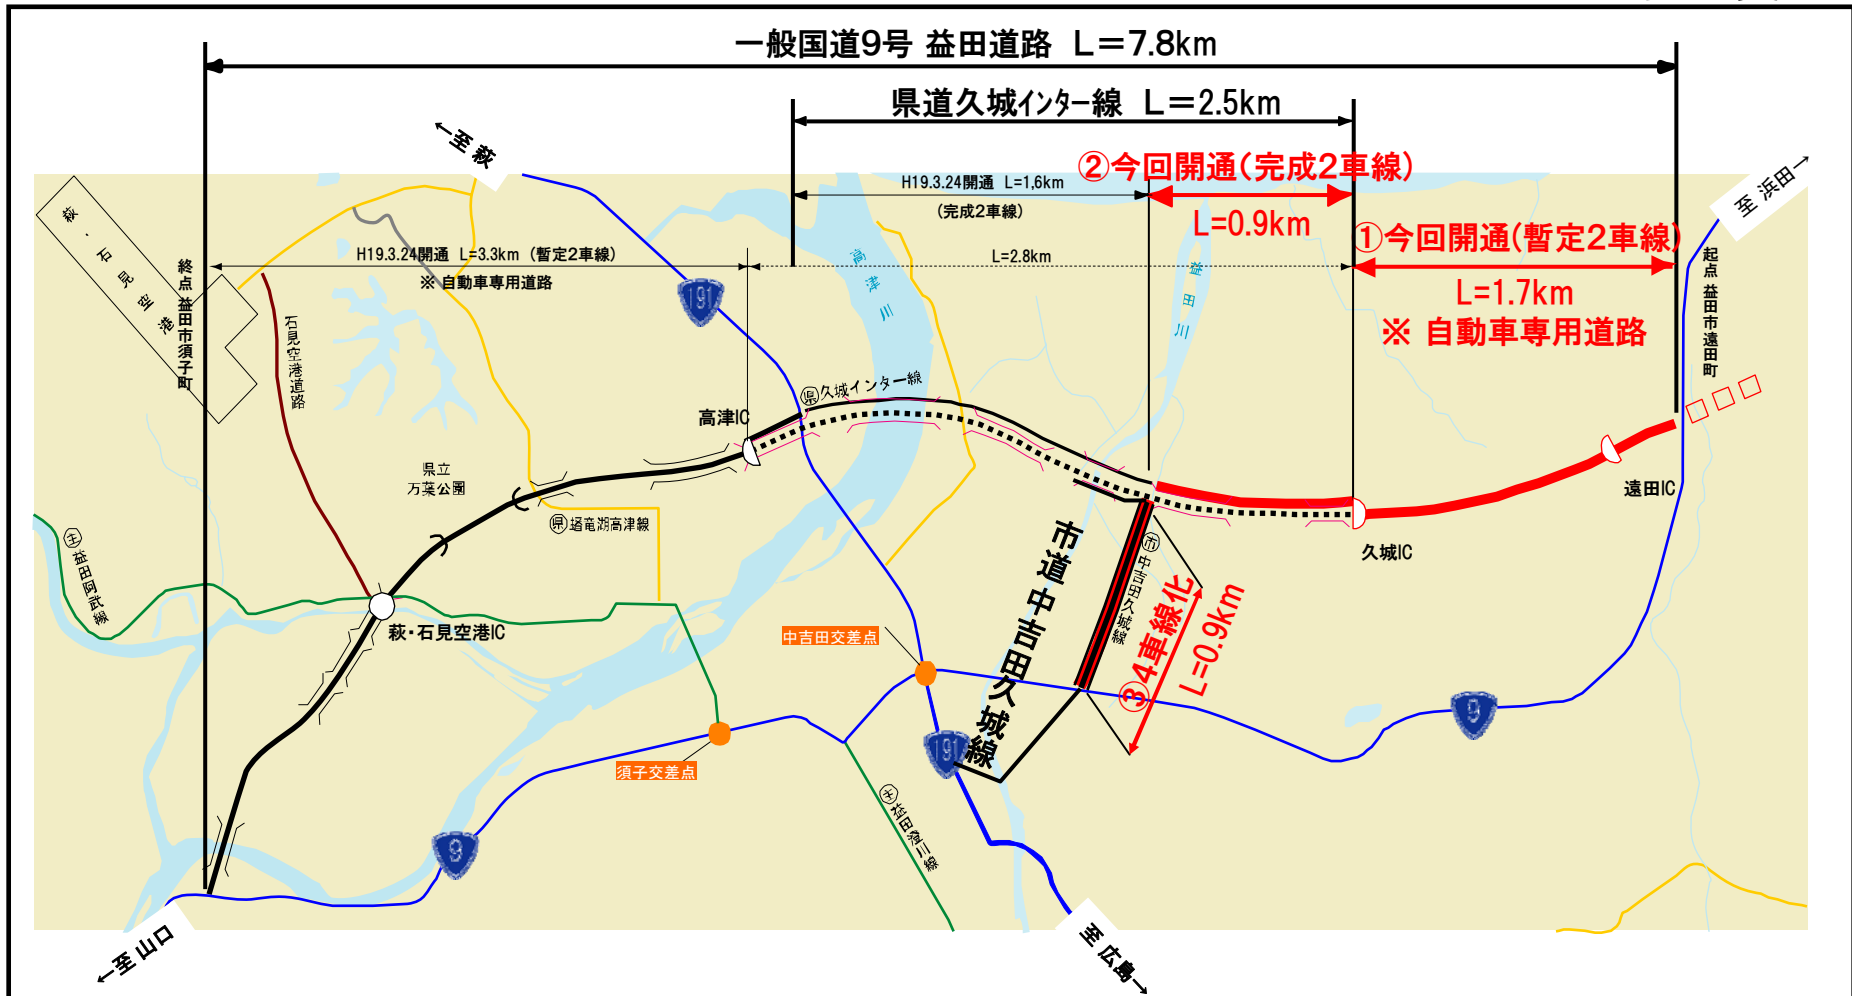 一般国道9号 益田道路 L=7.8km
県道久城インター線 L=2.5km
←至 萩
②今回開通(完成2車線)
L=0.9km
H19.3.24開通 L=1,6km
(完成2車線)
至 浜田→
①今回開通(暫定2車線)
L=1.7km
※ 自動車専用道路
H19.3.24開通 L=3.3km (暫定2車線)
※ 自動車専用道路
L=2.8km
萩・石見空港
終点 益田市須子町
起点 益田市遠田町
石見空港道路
191
高津川
益田川
高津IC
県久城インター線
県立
万葉公園
県蟠竜湖高津線
遠田IC
久城IC
主益田阿武線
萩・石見空港IC
市道中吉田久城線
市中吉田久城線
③4車線化
L=0.9km
中吉田交差点
須子交差点
191
9
9
主益田澄川線
←至 山口
至 広島→